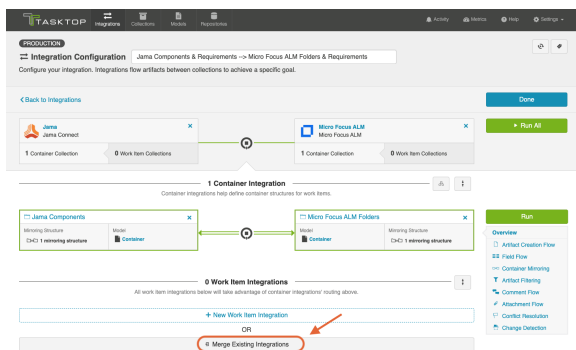 TASKTOP
Integrations
Collections
Models
Repositories
Activity
Metrics
Help
Settings
PRODUCTION
Integration Configuration
Jama Components & Requirements --> Micro Focus ALM Folders & Requirements
Configure your integration. Integrations flow artifacts between collections to achieve a specific goal.
Back to Integrations
Done
Jama
Jama Connect
Micro Focus ALM
Micro Focus ALM
Run All
1 Container Collection
0 Work Item Collections
1 Container Collection
0 Work Item Collections
1 Container Integration
Container integrations help define container structures for work items.
Jama Components
Micro Focus ALM Folders
Run
Mirroring Structure
Model
Model
Mirroring Structure
1 mirroring structure
Container
Container
1 mirroring structure
Overview
Artifact Creation Flow
Field Flow
Container Mirroring
Artifact Filtering
Comment Flow
Attachment Flow
Conflict Resolution
Change Detection
0 Work Item Integrations
All work item integrations below will take advantage of container integrations' routing above.
+ New Work Item Integration
OR
Merge Existing Integrations